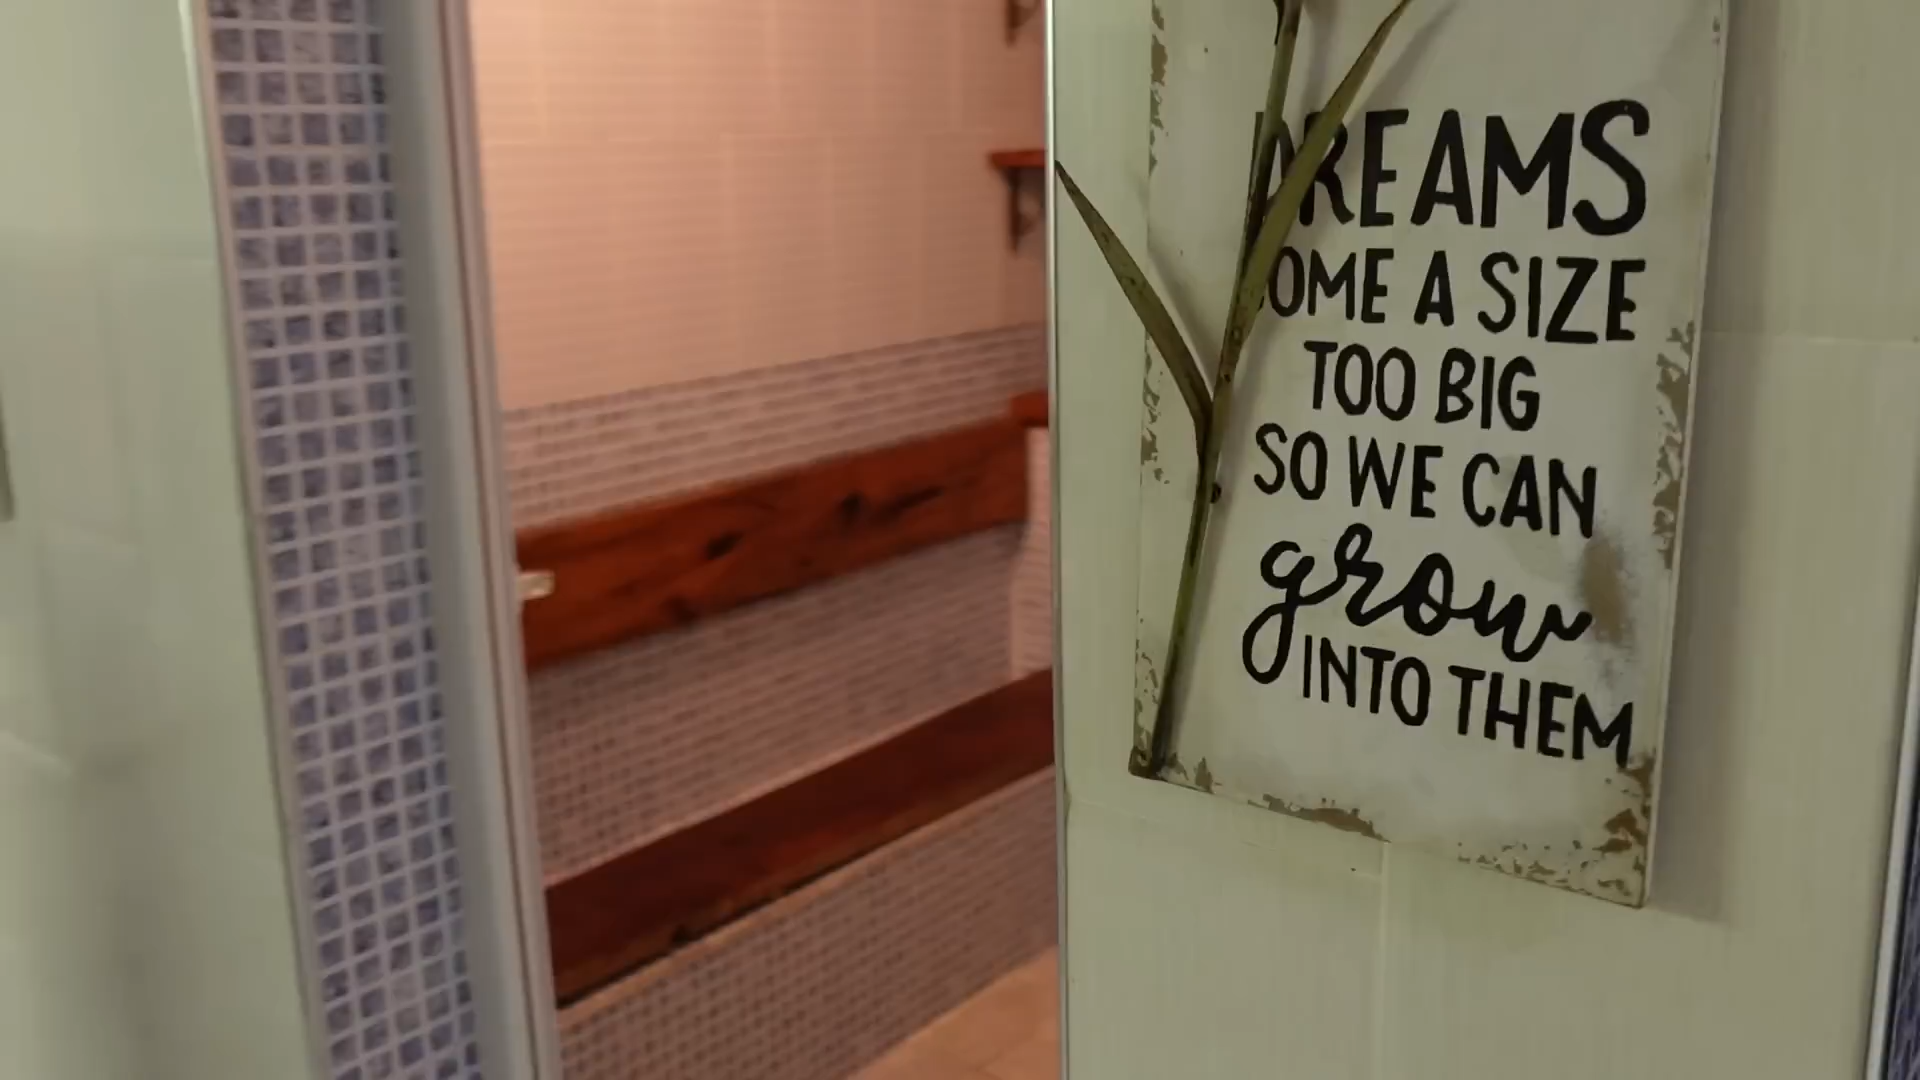 DREAMS
COME A SIZE
TOO BIG
SO WE CAN
grow
INTO THEM